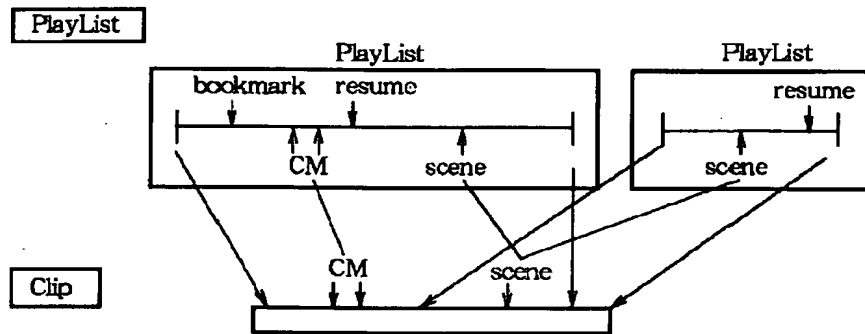 PlayList
PlayList PlayList
bookmark resume
resume
CM scene scene
CM scene
Clip